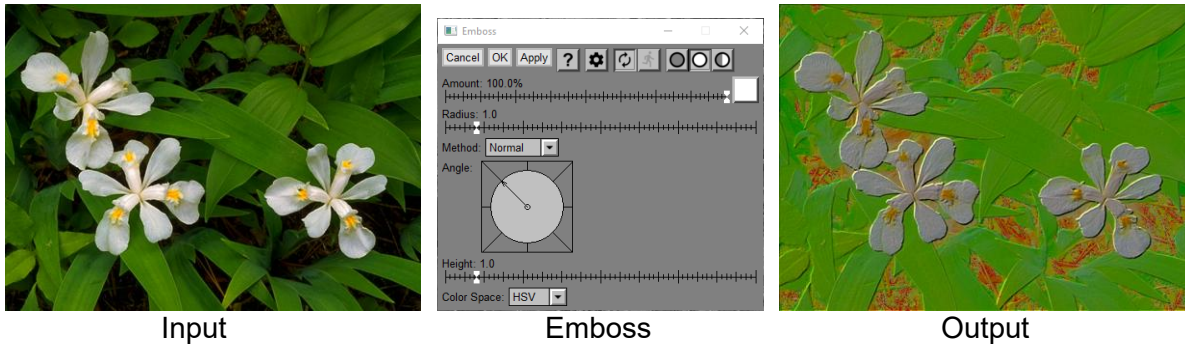 Emboss
Cancel OK Apply ?
Amount: 100.0%
Radius: 1.0
Method: Normal
Angle:
Height: 1.0
Color Space: HSV
Input Emboss Output